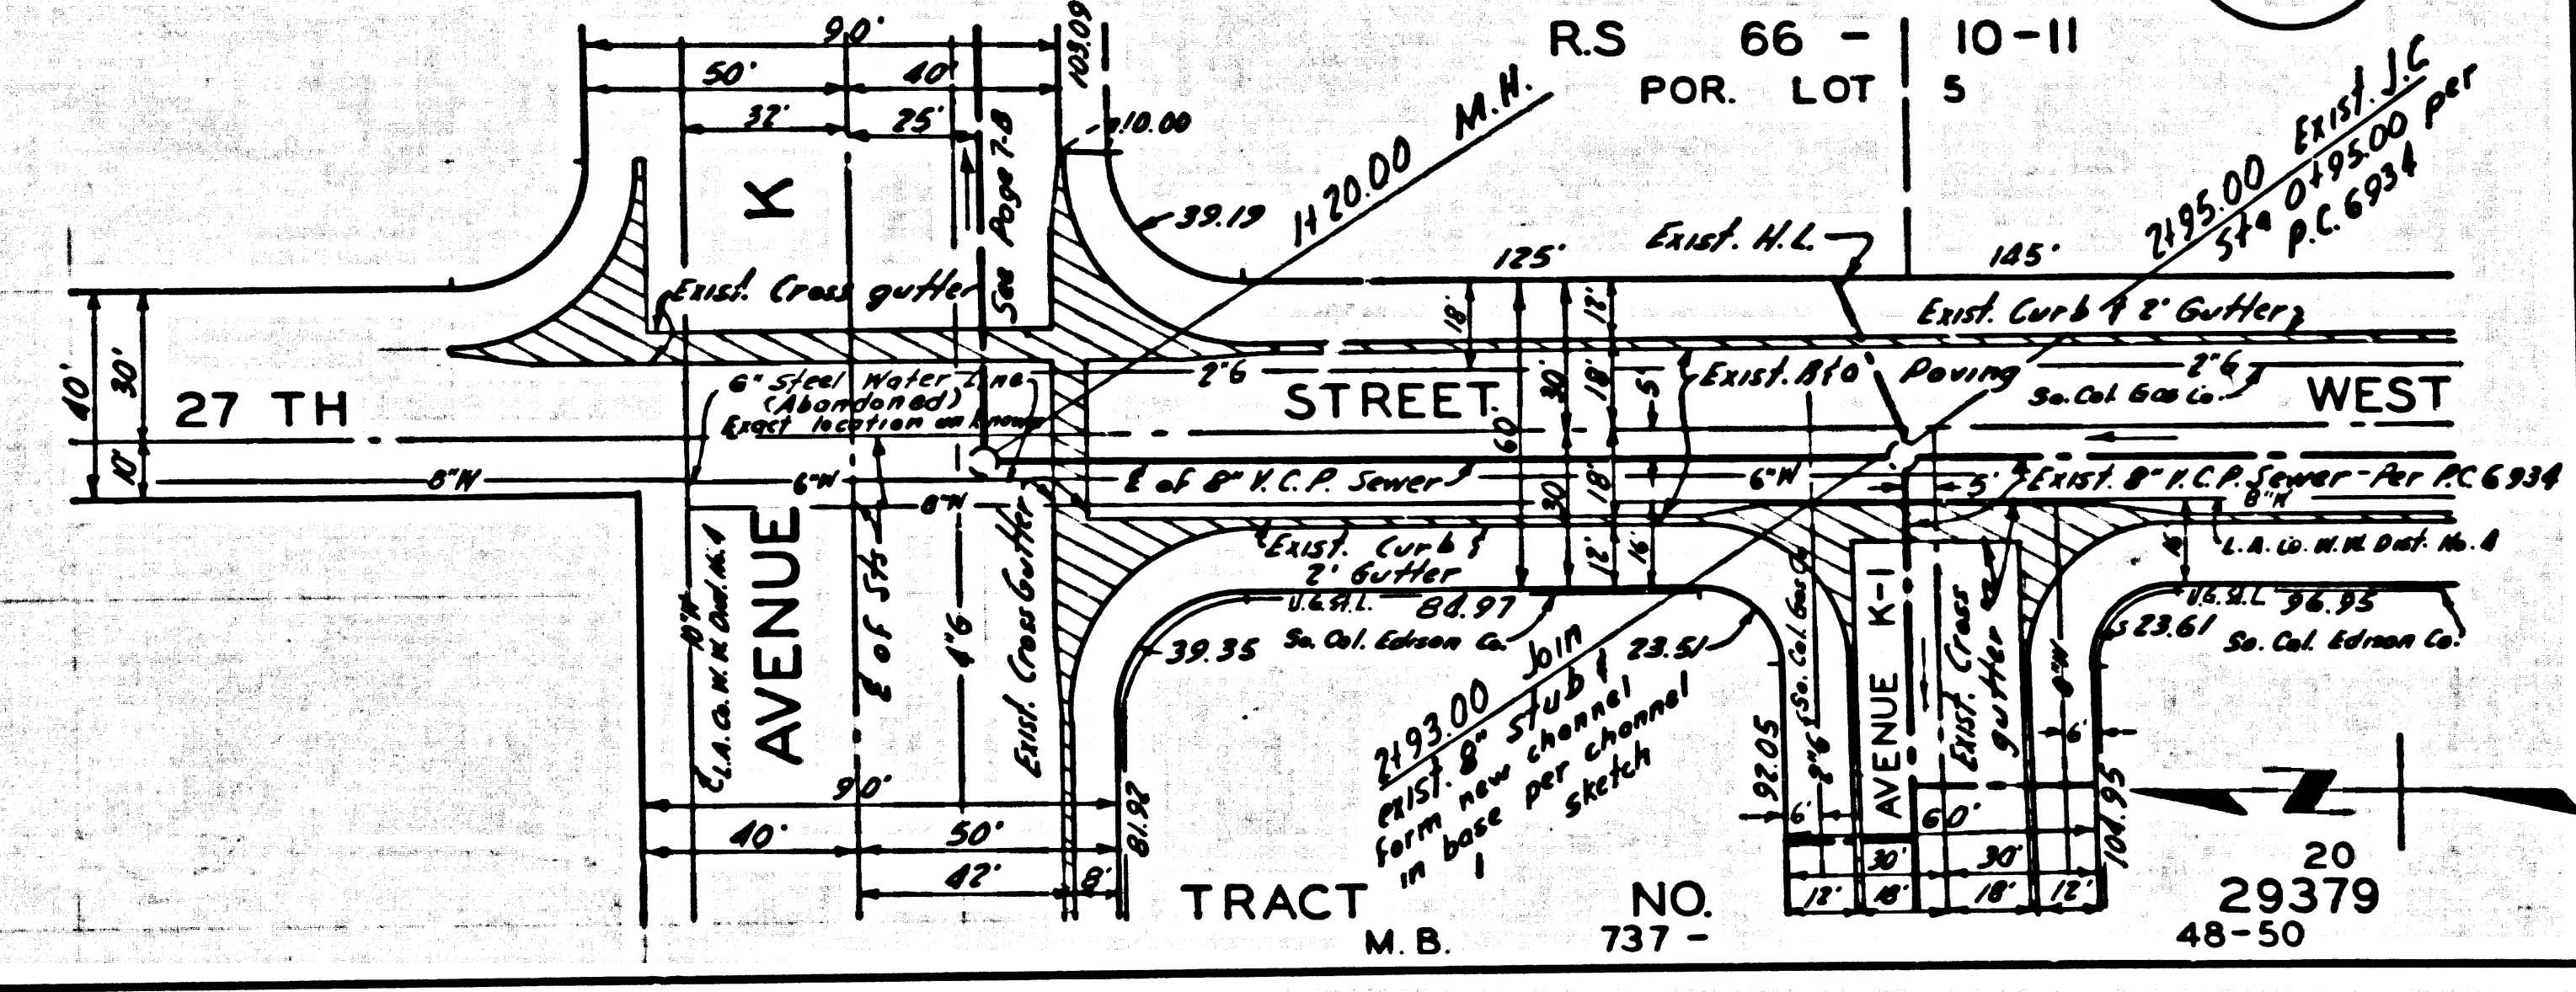 90'
50'
40'
32'
25'
103.09
10.00
39.19
K
See Page 7-B
Exist. Cross gutter
R.S 66 - 10-11
POR. LOT 5
1+20.00 M.H.
2+95.00 Exist. J.C
Sta 0+95.00 per
P.C. 6934
Exist. H.L.
125'
145'
Exist. Curb & 2' Gutter
18'
12'
30'
18'
5'
60
40'
30'
10'
27 TH
STREET.
WEST
6" Steel Water Line
(Abandoned)
Exact location unknown
2"G
Exist. Paving
2"G
So. Cal. Gas Co.
8"W
6"W
8"W
℄ of 8" V.C.P. Sewer
6"W
5'
Exist. 8" V.C.P. Sewer - Per P.C. 6934
8"W
L.A. Co. W.W. Dist. No. 4
30
18'
12'
16'
Exist. Curb &
2' Gutter
U.G.St.L.
84.97
So. Cal. Edison Co.
39.35
23.51
U.G.St.L
96.95
So. Cal. Edison Co.
23.61
10"W
L.A. Co. W.W. Dist. No. 4
AVENUE
℄ of Sts
4"G
Exist. Cross Gutter
90'
40'
50'
42'
8'
81.92
2+93.00 Join
exist. 8" stub &
form new channel
in base per channel
sketch
92.05
2"G
So. Cal. Gas Co
AVENUE K-1
Exist. Cross
gutter
8"W
6'
6'
60'
30'
30'
12'
18'
18'
12'
104.95
TRACT NO. 29379
M.B. 737 - 48-50
20